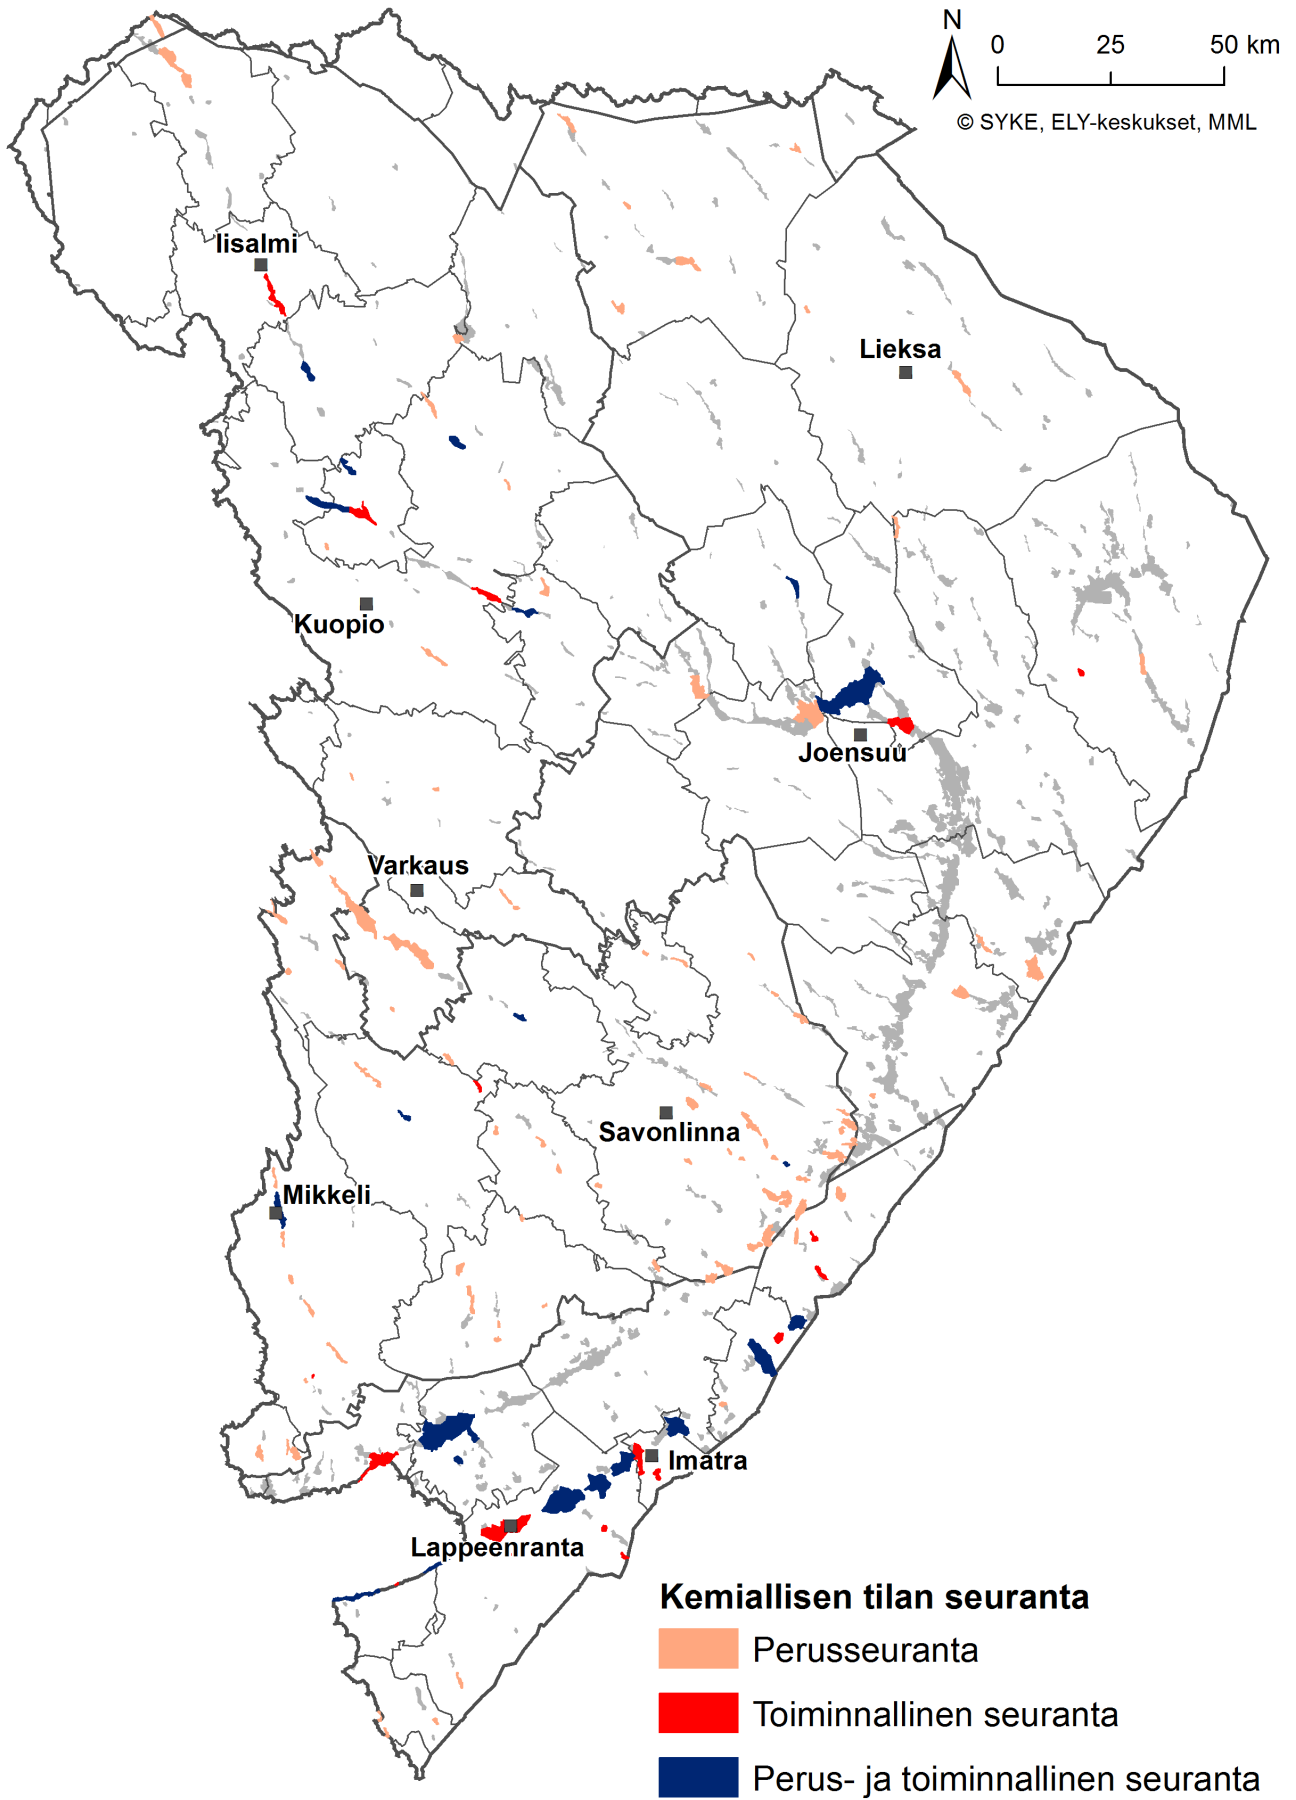 N
0 25 50 km
© SYKE, ELY-keskukset, MML
Iisalmi
Lieksa
Kuopio
Joensuu
Varkaus
Savonlinna
Mikkeli
Imatra
Lappeenranta
Kemiallisen tilan seuranta
Perusseuranta
Toiminnallinen seuranta
Perus- ja toiminnallinen seuranta